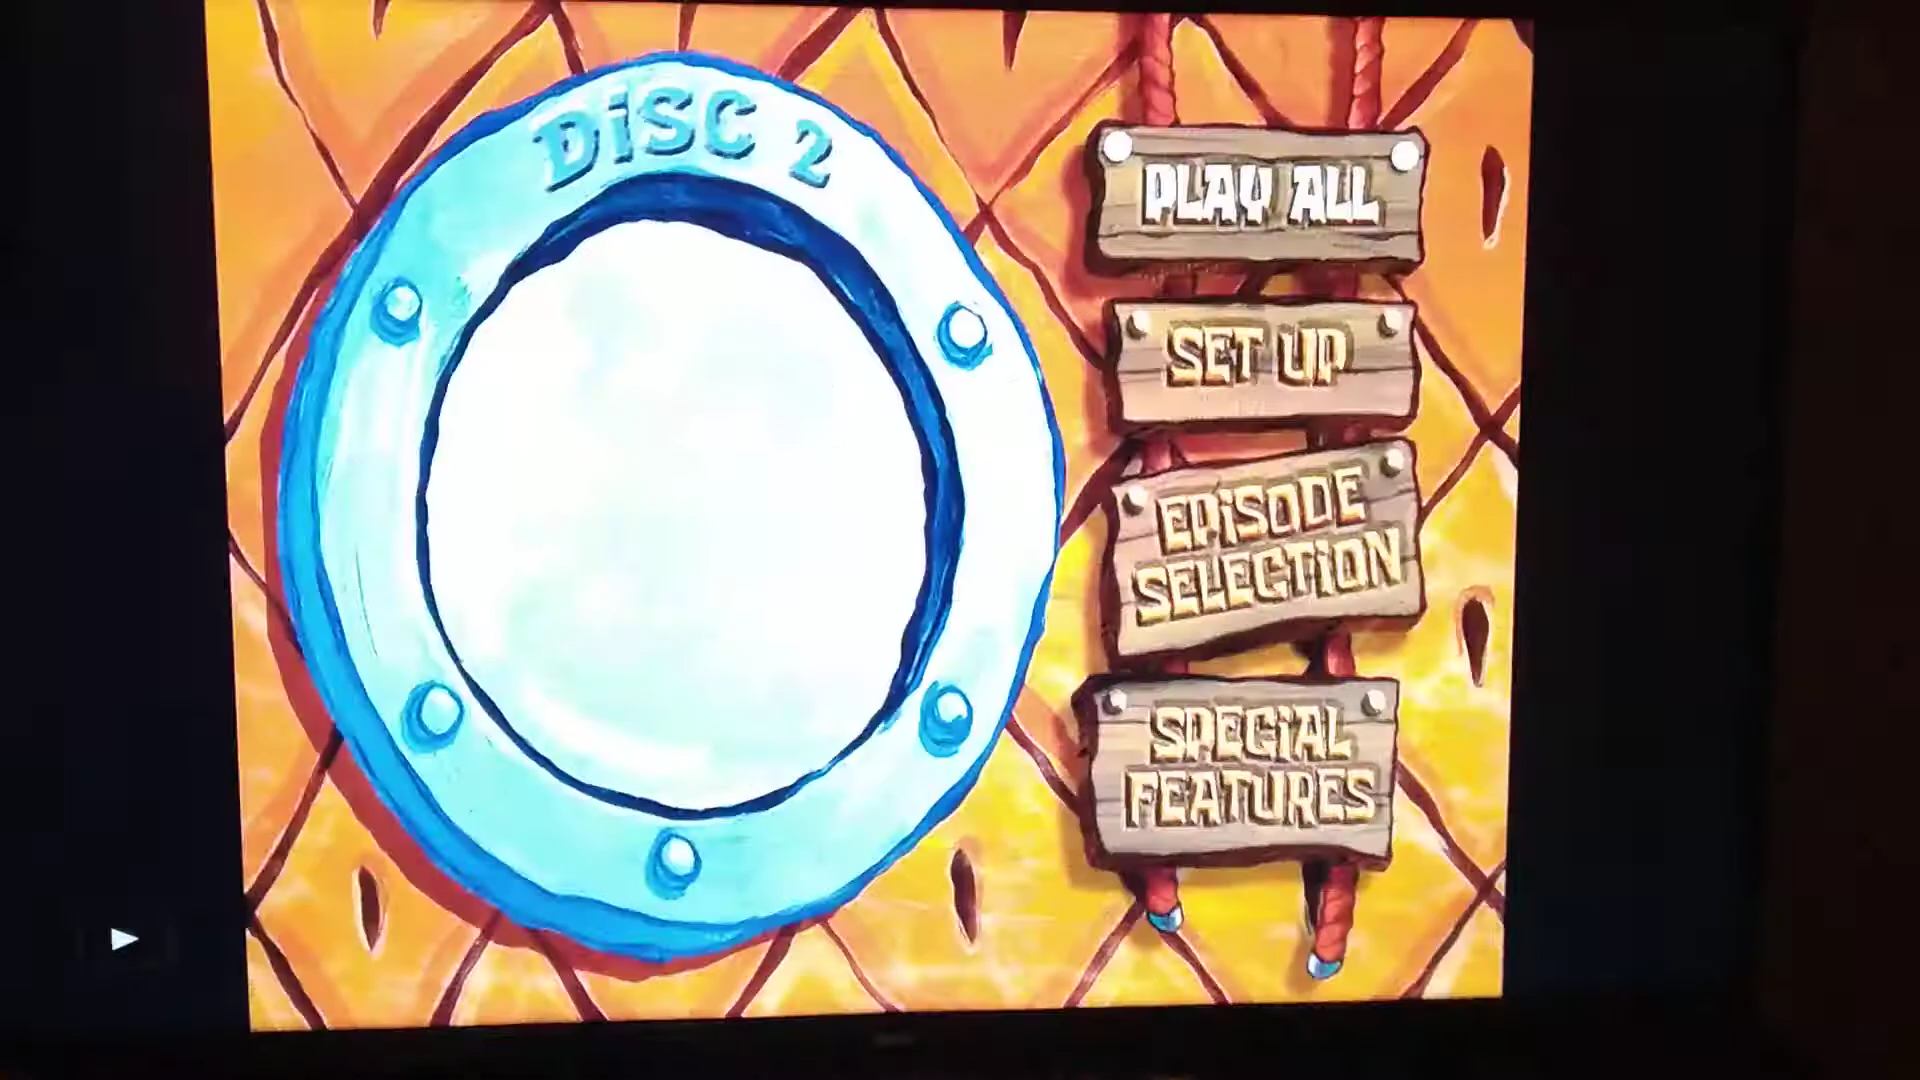 DiSC 2
PLAY ALL
SET UP
EPiSODE
SELECTiON
SPECiAL
FEATURES